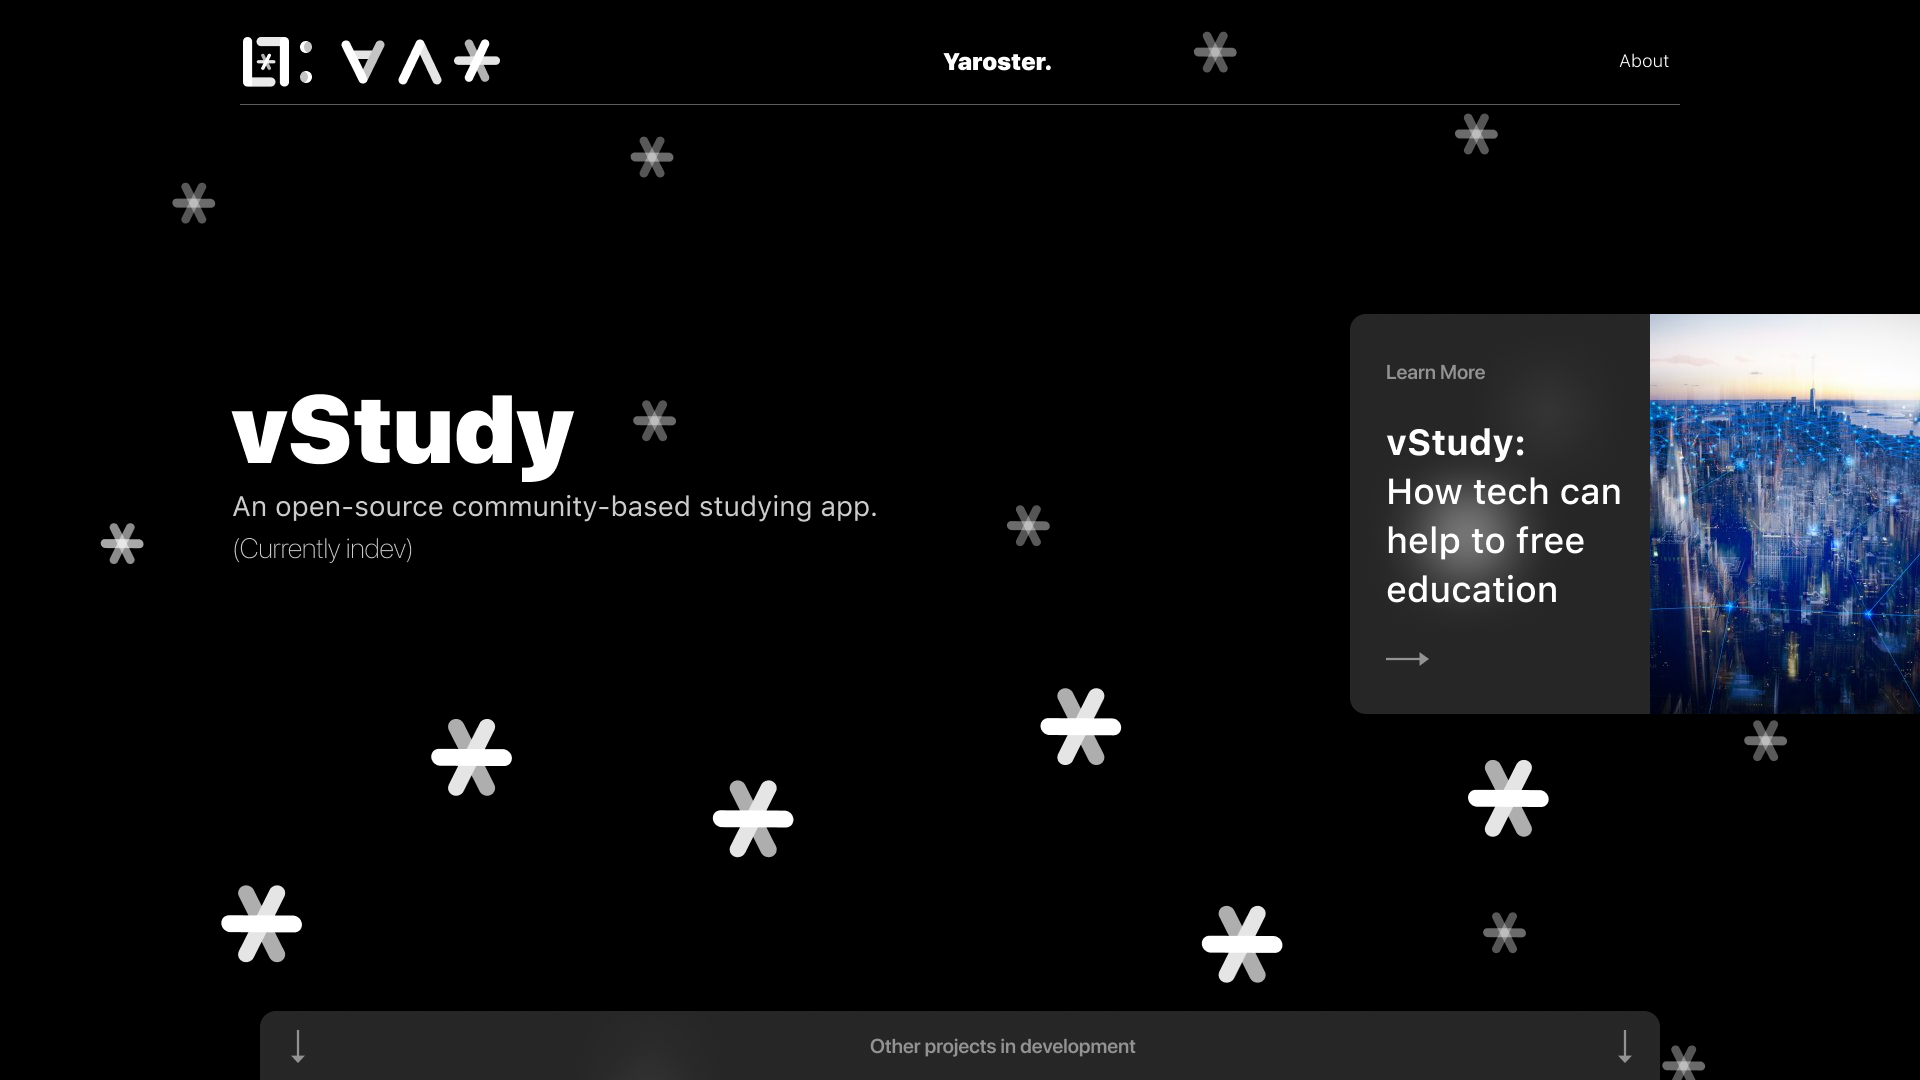 Yaroster.
About
vStudy
An open-source community-based studying app.
(Currently indev)
Learn More
vStudy:
How tech can
help to free
education
Other projects in development